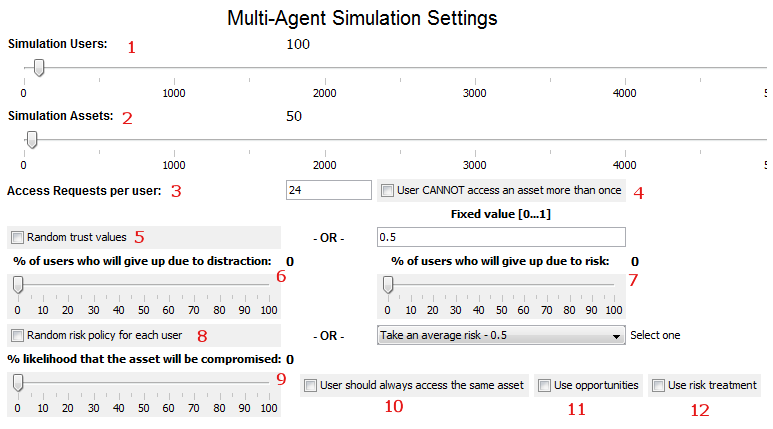 Multi-Agent Simulation Settings
Simulation Users: 1 100
0 1000 2000 3000 4000 5
Simulation Assets: 2 50
0 1000 2000 3000 4000 5
Access Requests per user: 3 24 User CANNOT access an asset more than once 4
Fixed value [0...1]
Random trust values 5 - OR - 0.5
% of users who will give up due to distraction: 0 % of users who will give up due to risk: 0
6 7
0 10 20 30 40 50 60 70 80 90 100 0 10 20 30 40 50 60 70 80 90 100
Random risk policy for each user 8 - OR - Take an average risk - 0.5 Select one
% likelihood that the asset will be compromised: 0
9 User should always access the same asset Use opportunities Use risk treatment
0 10 20 30 40 50 60 70 80 90 100 10 11 12